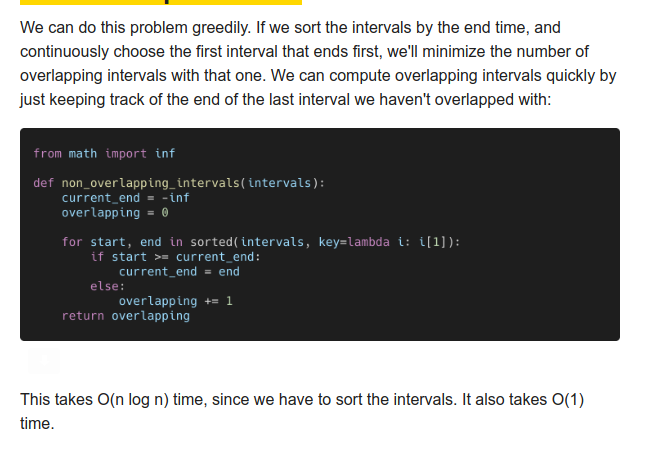 We can do this problem greedily. If we sort the intervals by the end time, and
continuously choose the first interval that ends first, we'll minimize the number of
overlapping intervals with that one. We can compute overlapping intervals quickly by
just keeping track of the end of the last interval we haven't overlapped with:
from math import inf
def non_overlapping_intervals(intervals):
    current_end = -inf
    overlapping = 0
    for start, end in sorted(intervals, key=lambda i: i[1]):
        if start >= current_end:
            current_end = end
        else:
            overlapping += 1
    return overlapping
This takes O(n log n) time, since we have to sort the intervals. It also takes O(1)
time.